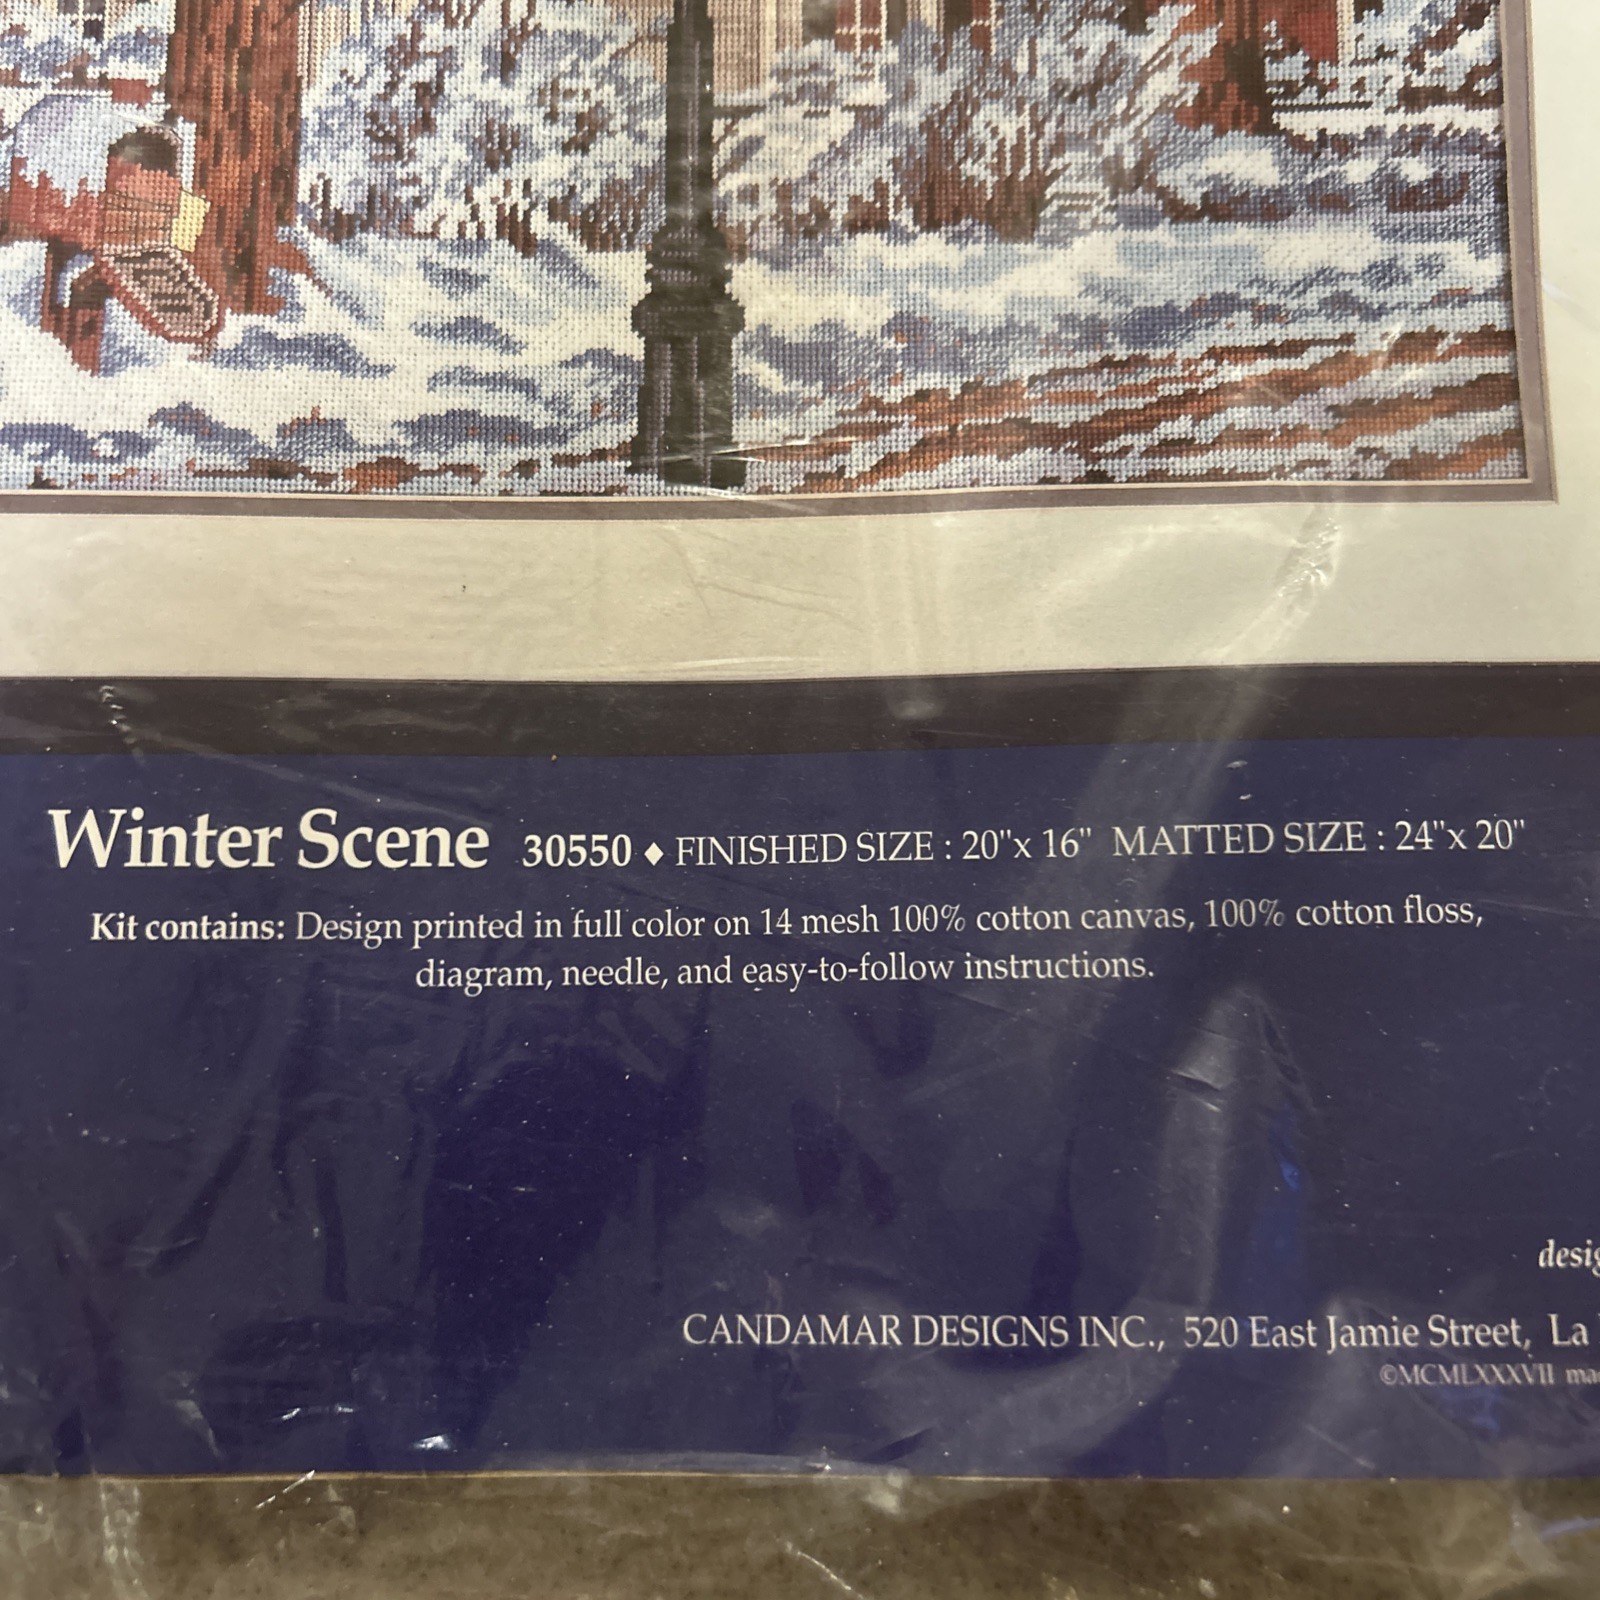 Winter Scene 30550 ♦ FINISHED SIZE : 20"x 16" MATTED SIZE : 24"x 20"
Kit contains: Design printed in full color on 14 mesh 100% cotton canvas, 100% cotton floss,
diagram, needle, and easy-to-follow instructions.
desig
CANDAMAR DESIGNS INC., 520 East Jamie Street, La
©MCMLXXXVII